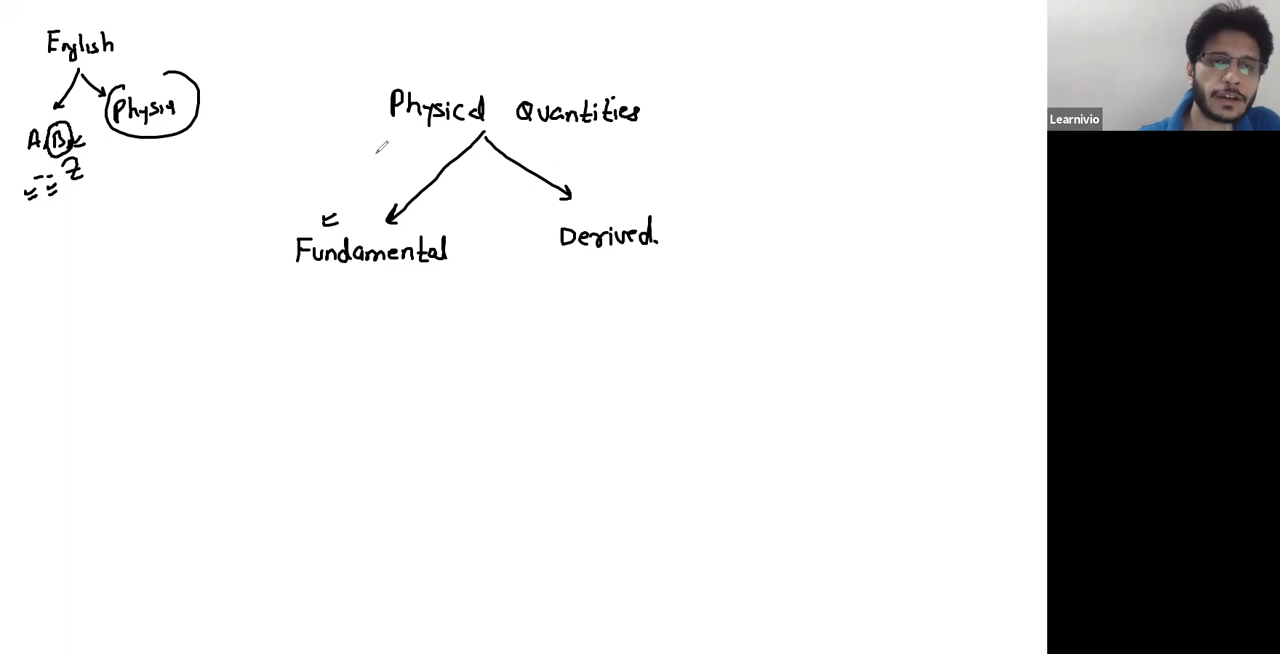 English
Physics
A, B, C
-- Z
Physical Quantities
Fundamental
Derived.
Learnivio